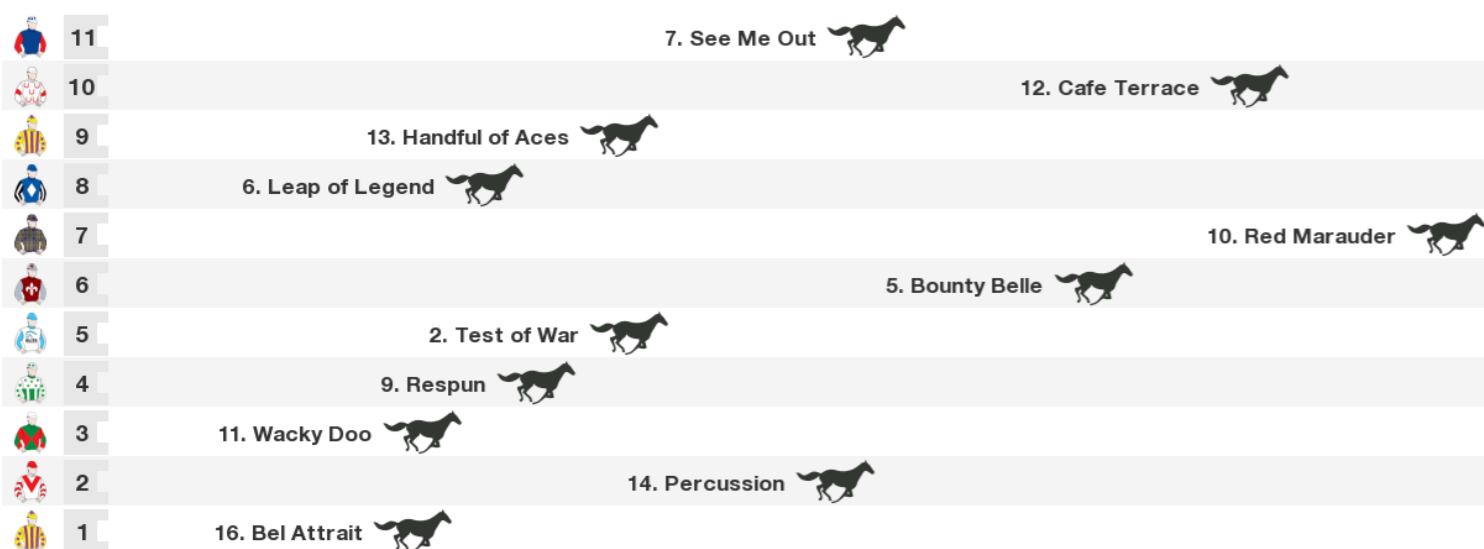 11 7. See Me Out
10 12. Cafe Terrace
9 13. Handful of Aces
8 6. Leap of Legend
7 10. Red Marauder
6 5. Bounty Belle
5 2. Test of War
4 9. Respun
3 11. Wacky Doo
2 14. Percussion
1 16. Bel Attrait